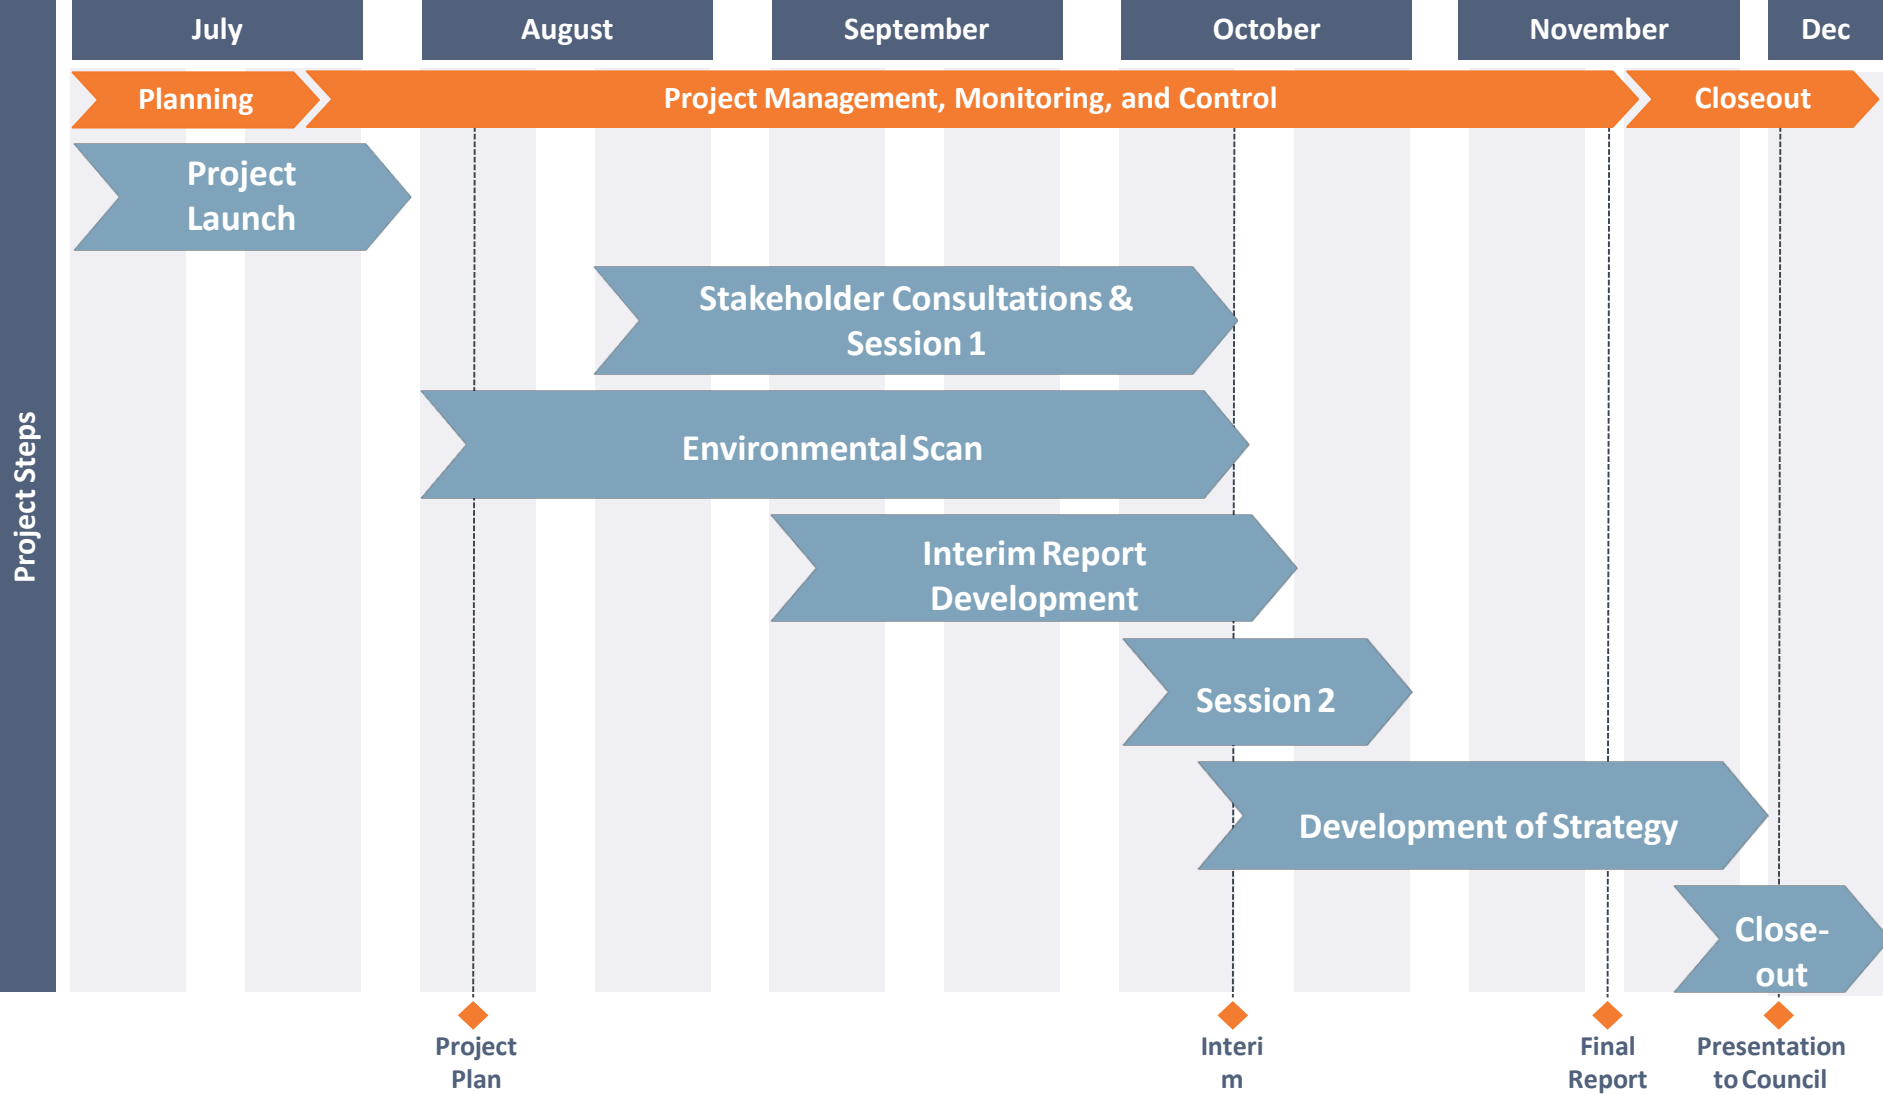 July
August
September
October
November
Dec
Planning
Project Management, Monitoring, and Control
Closeout
Project Steps
Project
Launch
Stakeholder Consultations &
Session 1
Environmental Scan
Interim Report
Development
Session 2
Development of Strategy
Close-
out
Project
Plan
Interi
m
Final
Report
Presentation
to Council